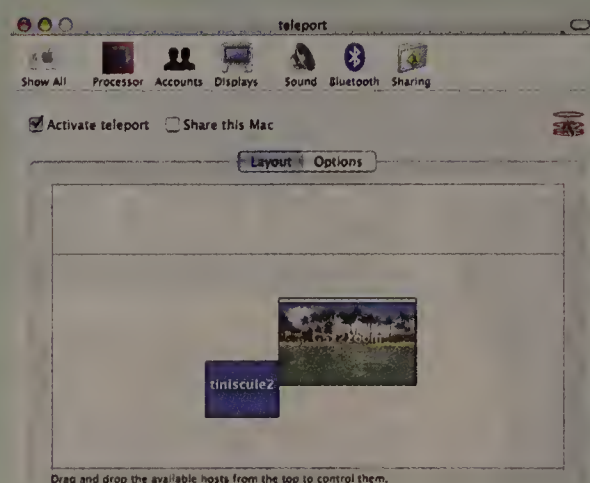 teleport
Show All Processor Accounts Displays Sound Bluetooth Sharing
Activate teleport Share this Mac
Layout Options
tiniscule2
Drag and drop the available hosts from the top to control them.